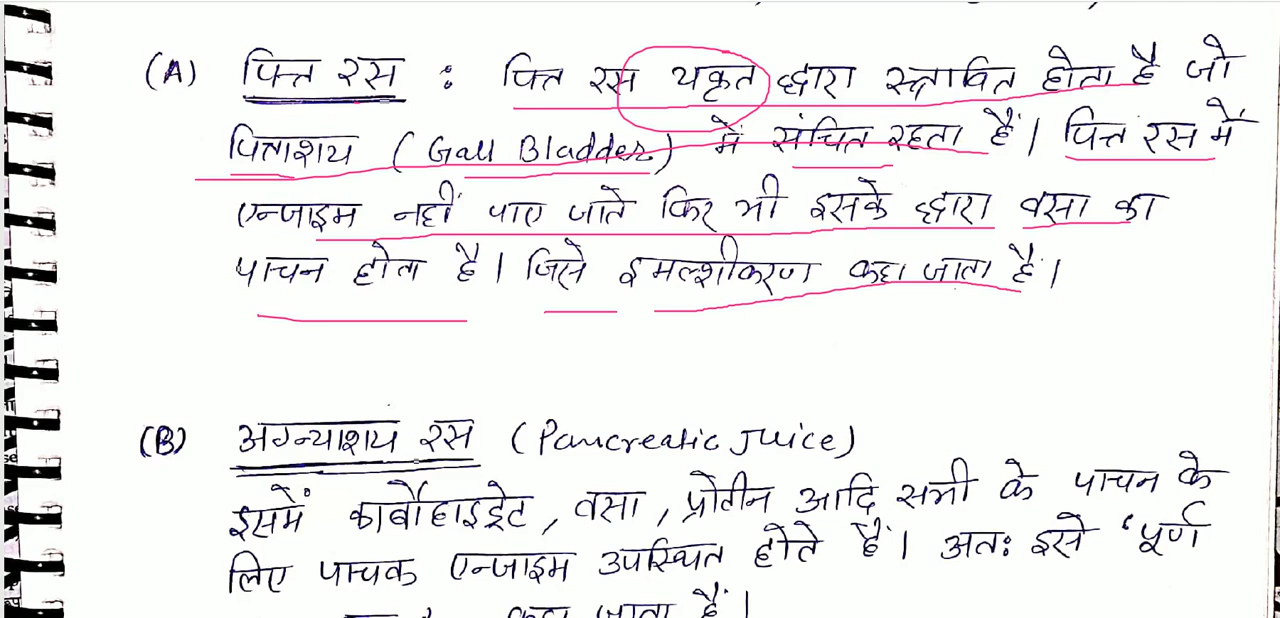 (A) पित्त रस : पित्त रस यकृत द्वारा स्त्रावित होता है जो
पित्ताशय (Gall Bladder) में संचित रहता है। पित्त रस में
एन्जाइम नहीं पाए जाते फिर भी इसके द्वारा वसा का
पाचन होता है। जिसे इमल्शीकरण कहा जाता है।
(B) अग्न्याशय रस (Pancreatic Juice)
इसमें कार्बोहाइड्रेट, वसा, प्रोटीन आदि सभी के पाचन के
लिए पाचक एन्जाइम उपस्थित होते हैं। अतः इसे 'पूर्ण
कहा जाता है।